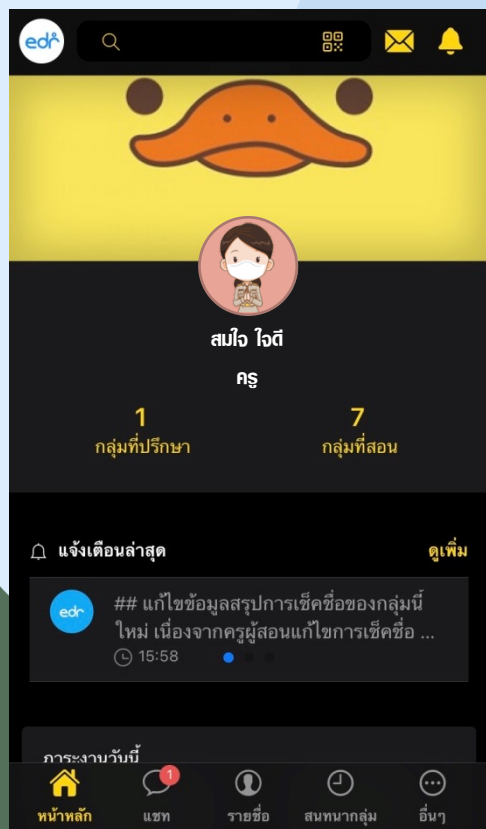 edr
สมใจ ใจดี
ครู
1
กลุ่มที่ปรึกษา
7
กลุ่มที่สอน
แจ้งเตือนล่าสุด
ดูเพิ่ม
edr
## แก้ไขข้อมูลสรุปการเช็คชื่อของกลุ่มนี้
ใหม่ เนื่องจากครูผู้สอนแก้ไขการเช็คชื่อ ...
15:58
ภาระงานวันนี้
1
หน้าหลัก
แชท
รายชื่อ
สนทนากลุ่ม
อื่นๆ